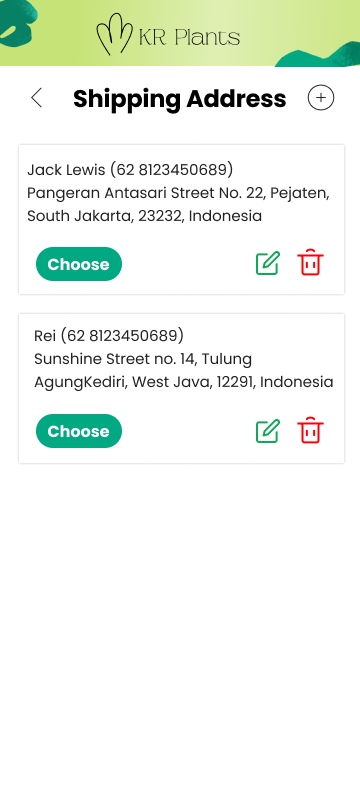 KR Plants
Shipping Address
Jack Lewis (62 8123450689)
Pangeran Antasari Street No. 22, Pejaten,
South Jakarta, 23232, Indonesia
Choose
Rei (62 8123450689)
Sunshine Street no. 14, Tulung
AgungKediri, West Java, 12291, Indonesia
Choose